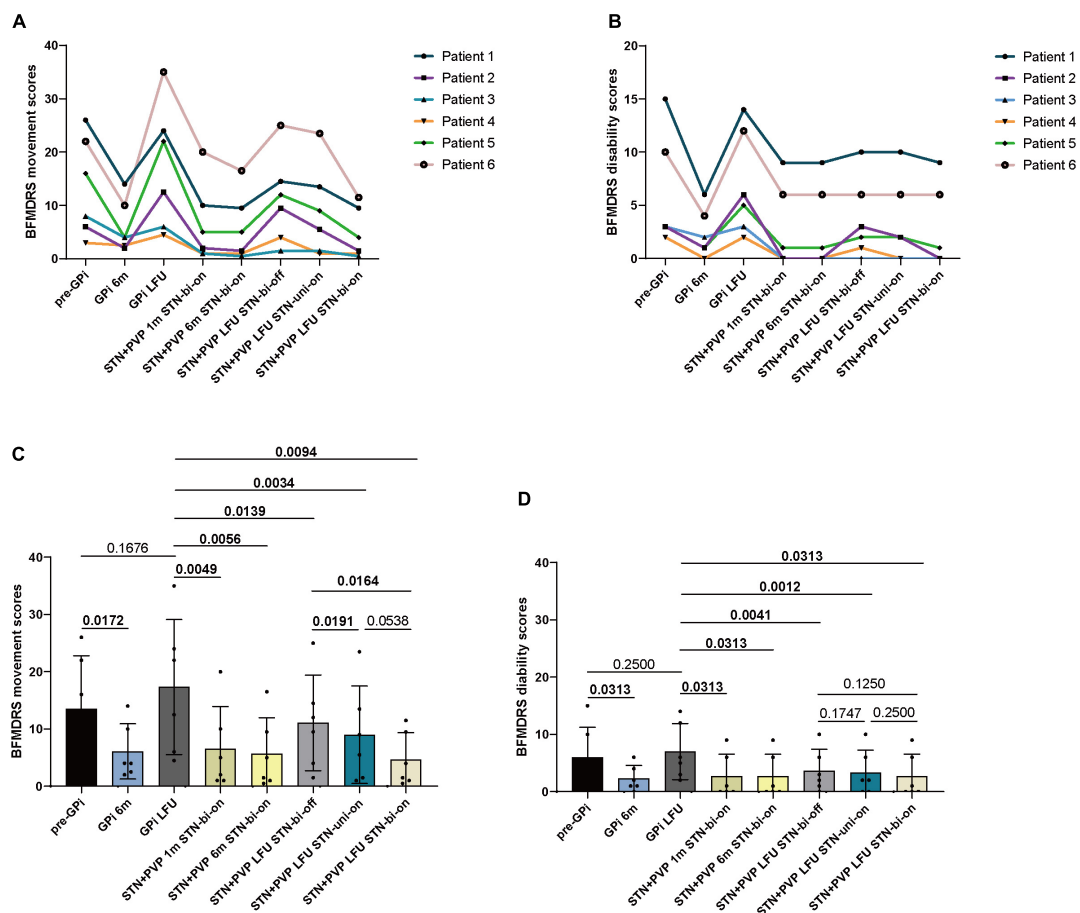 A
BFMDRS movement scores
40
30
20
10
0
pre-GPi
GPi 6m
GPi LFU
STN+PVP 1m STN-bi-on
STN+PVP 6m STN-bi-on
STN+PVP LFU STN-bi-off
STN+PVP LFU STN-uni-on
STN+PVP LFU STN-bi-on
Patient 1
Patient 2
Patient 3
Patient 4
Patient 5
Patient 6
B
BFMDRS disability scores
20
15
10
5
0
pre-GPi
GPi 6m
GPi LFU
STN+PVP 1m STN-bi-on
STN+PVP 6m STN-bi-on
STN+PVP LFU STN-bi-off
STN+PVP LFU STN-uni-on
STN+PVP LFU STN-bi-on
Patient 1
Patient 2
Patient 3
Patient 4
Patient 5
Patient 6
C
BFMDRS movement scores
40
30
20
10
0
0.0094
0.0034
0.0139
0.0056
0.1676
0.0049
0.0164
0.0172
0.0191
0.0538
pre-GPi
GPi 6m
GPi LFU
STN+PVP 1m STN-bi-on
STN+PVP 6m STN-bi-on
STN+PVP LFU STN-bi-off
STN+PVP LFU STN-uni-on
STN+PVP LFU STN-bi-on
D
BFMDRS diability scores
40
30
20
10
0
0.0313
0.0012
0.0041
0.0313
0.2500
0.0313
0.0313
0.1250
0.1747
0.2500
pre-GPi
GPi 6m
GPi LFU
STN+PVP 1m STN-bi-on
STN+PVP 6m STN-bi-on
STN+PVP LFU STN-bi-off
STN+PVP LFU STN-uni-on
STN+PVP LFU STN-bi-on